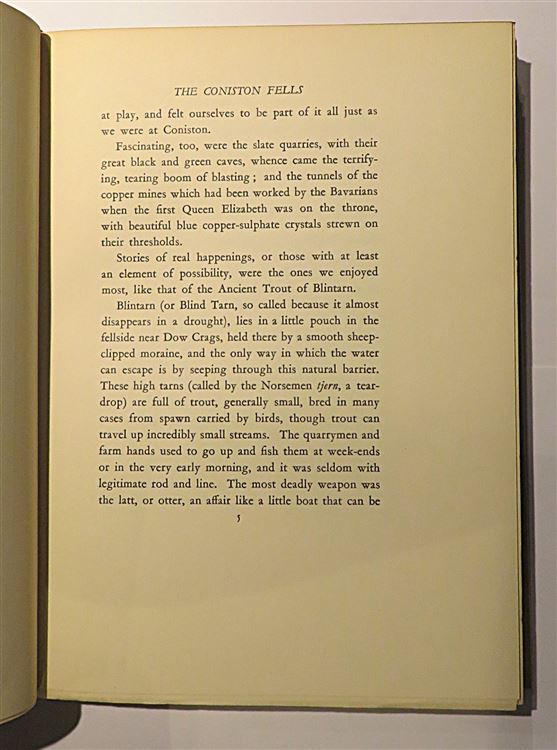 THE CONISTON FELLS
at play, and felt ourselves to be part of it all just as
we were at Coniston.
Fascinating, too, were the slate quarries, with their
great black and green caves, whence came the terrify-
ing, tearing boom of blasting ; and the tunnels of the
copper mines which had been worked by the Bavarians
when the first Queen Elizabeth was on the throne,
with beautiful blue copper-sulphate crystals strewn on
their thresholds.
Stories of real happenings, or those with at least
an element of possibility, were the ones we enjoyed
most, like that of the Ancient Trout of Blintarn.
Blintarn (or Blind Tarn, so called because it almost
disappears in a drought), lies in a little pouch in the
fellside near Dow Crags, held there by a smooth sheep-
clipped moraine, and the only way in which the water
can escape is by seeping through this natural barrier.
These high tarns (called by the Norsemen tjern, a tear-
drop) are full of trout, generally small, bred in many
cases from spawn carried by birds, though trout can
travel up incredibly small streams. The quarrymen and
farm hands used to go up and fish them at week-ends
or in the very early morning, and it was seldom with
legitimate rod and line. The most deadly weapon was
the latt, or otter, an affair like a little boat that can be
5